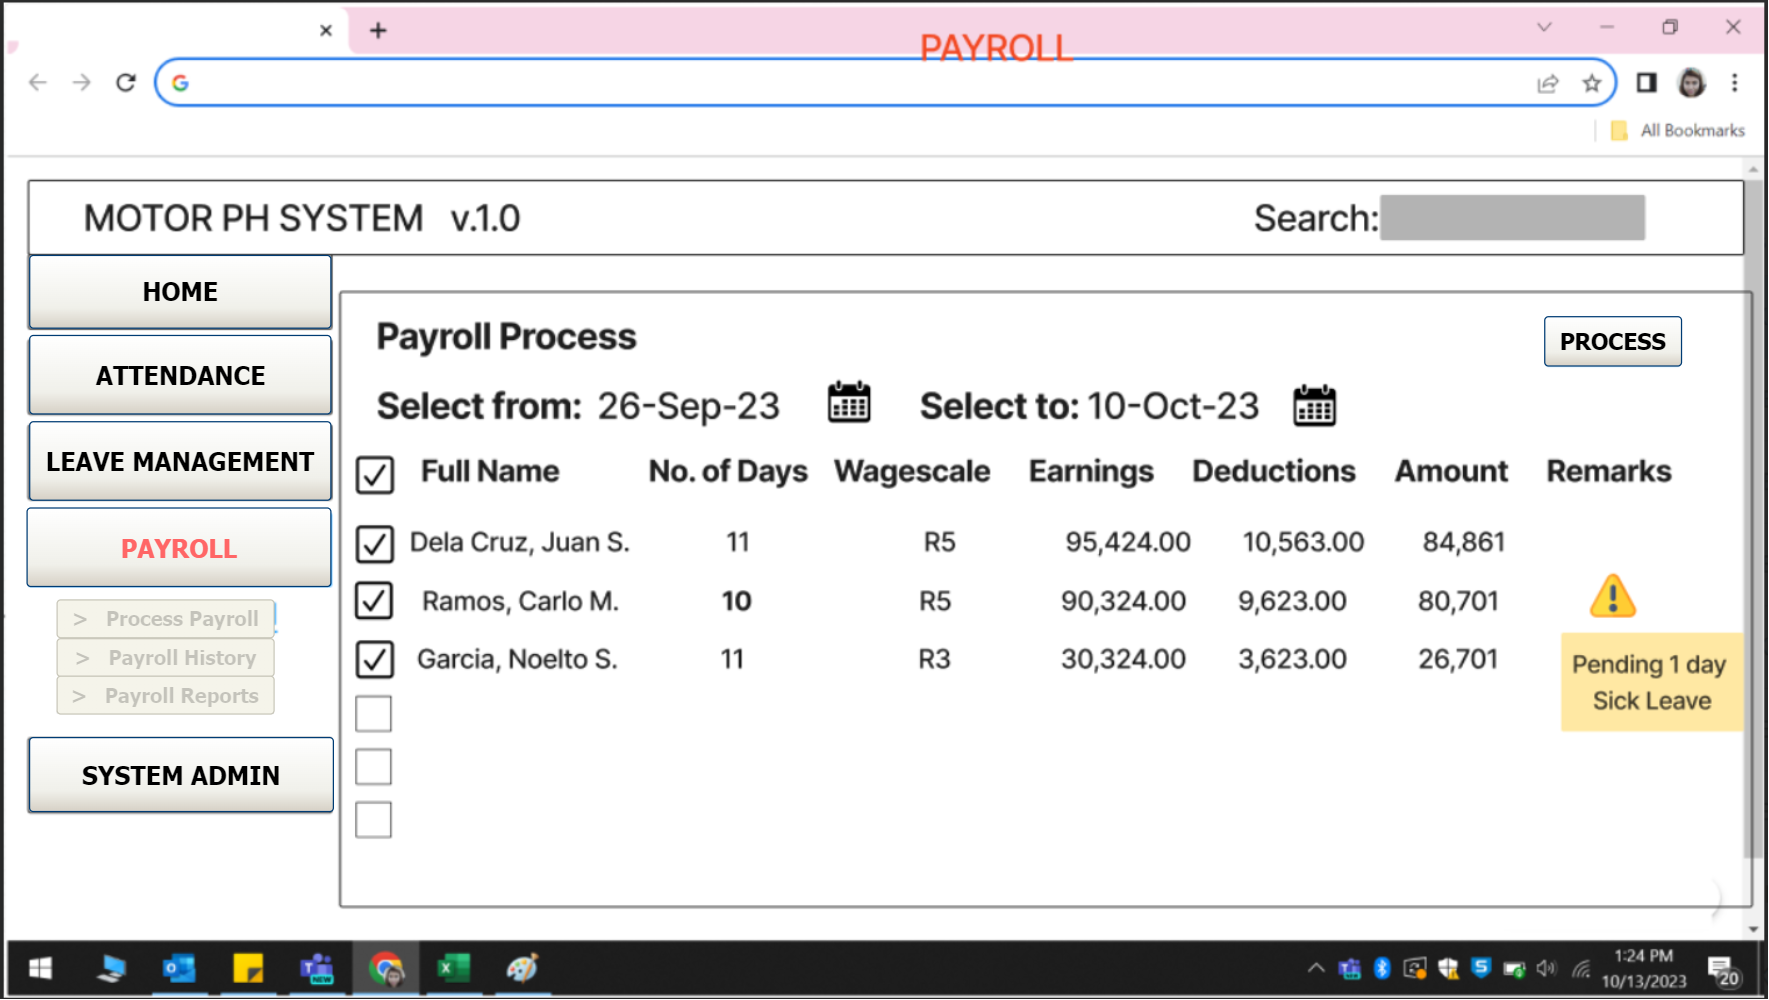 PAYROLL
All Bookmarks
MOTOR PH SYSTEM v.1.0 Search:
HOME
ATTENDANCE
LEAVE MANAGEMENT
PAYROLL
> Process Payroll
> Payroll History
> Payroll Reports
SYSTEM ADMIN
Payroll Process PROCESS
Select from: 26-Sep-23 Select to: 10-Oct-23
Full Name No. of Days Wagescale Earnings Deductions Amount Remarks
Dela Cruz, Juan S. 11 R5 95,424.00 10,563.00 84,861
Ramos, Carlo M. 10 R5 90,324.00 9,623.00 80,701
Garcia, Noelto S. 11 R3 30,324.00 3,623.00 26,701
Pending 1 day
Sick Leave
1:24 PM
10/13/2023
20